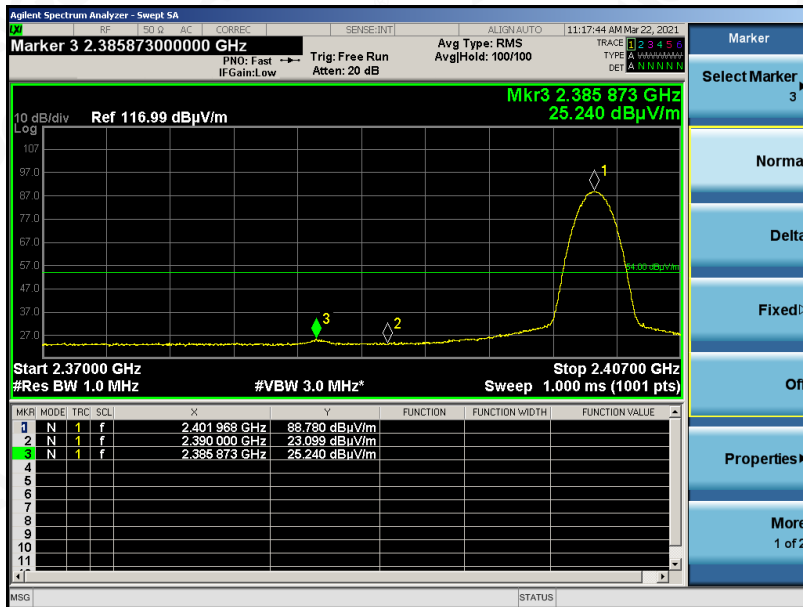 Agilent Spectrum Analyzer - Swept SA
LXI RF 50 Ω AC CORREC SENSE:INT ALIGN AUTO 11:17:44 AM Mar 22, 2021
Marker 3 2.385873000000 GHz
PNO: Fast
IFGain:Low
Trig: Free Run
Atten: 20 dB
Avg Type: RMS
Avg|Hold: 100/100
TRACE 1 2 3 4 5 6
TYPE A WWWWW
DET A N N N N N
Mkr3 2.385 873 GHz
25.240 dBµV/m
10 dB/div Ref 116.99 dBµV/m
Log
107
97.0
87.0
77.0
67.0
57.0
47.0
37.0
27.0
1
54.00 dBµV/m
3
2
Start 2.37000 GHz Stop 2.40700 GHz
#Res BW 1.0 MHz #VBW 3.0 MHz* Sweep 1.000 ms (1001 pts)
MKR MODE TRC SCL X Y FUNCTION FUNCTION WIDTH FUNCTION VALUE
1 N 1 f 2.401 968 GHz 88.780 dBµV/m
2 N 1 f 2.390 000 GHz 23.099 dBµV/m
3 N 1 f 2.385 873 GHz 25.240 dBµV/m
4
5
6
7
8
9
10
11
MSG STATUS
Marker
Select Marker
3
Norma
Delta
Fixed
Of
Properties
More
1 of 2